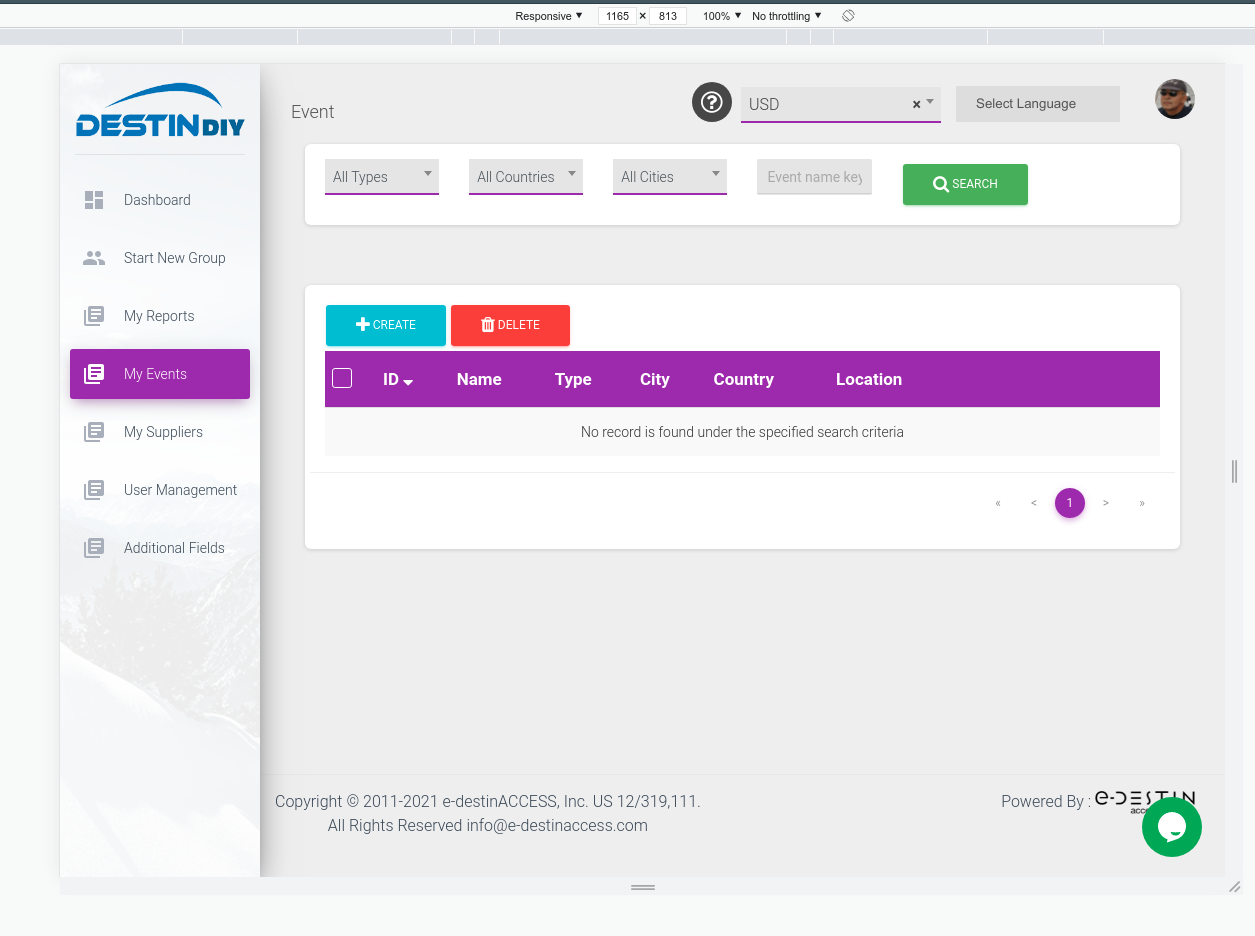 Responsive ▼ 1165 × 813 100% ▼ No throttling ▼
DESTINDIY
Event
? USD × Select Language
All Types All Countries All Cities Event name key SEARCH
Dashboard
Start New Group
My Reports
My Events
My Suppliers
User Management
Additional Fields
CREATE DELETE
ID Name Type City Country Location
No record is found under the specified search criteria
« < 1 > »
Copyright © 2011-2021 e-destinACCESS, Inc. US 12/319,111.
All Rights Reserved info@e-destinaccess.com
Powered By : e-DESTIN